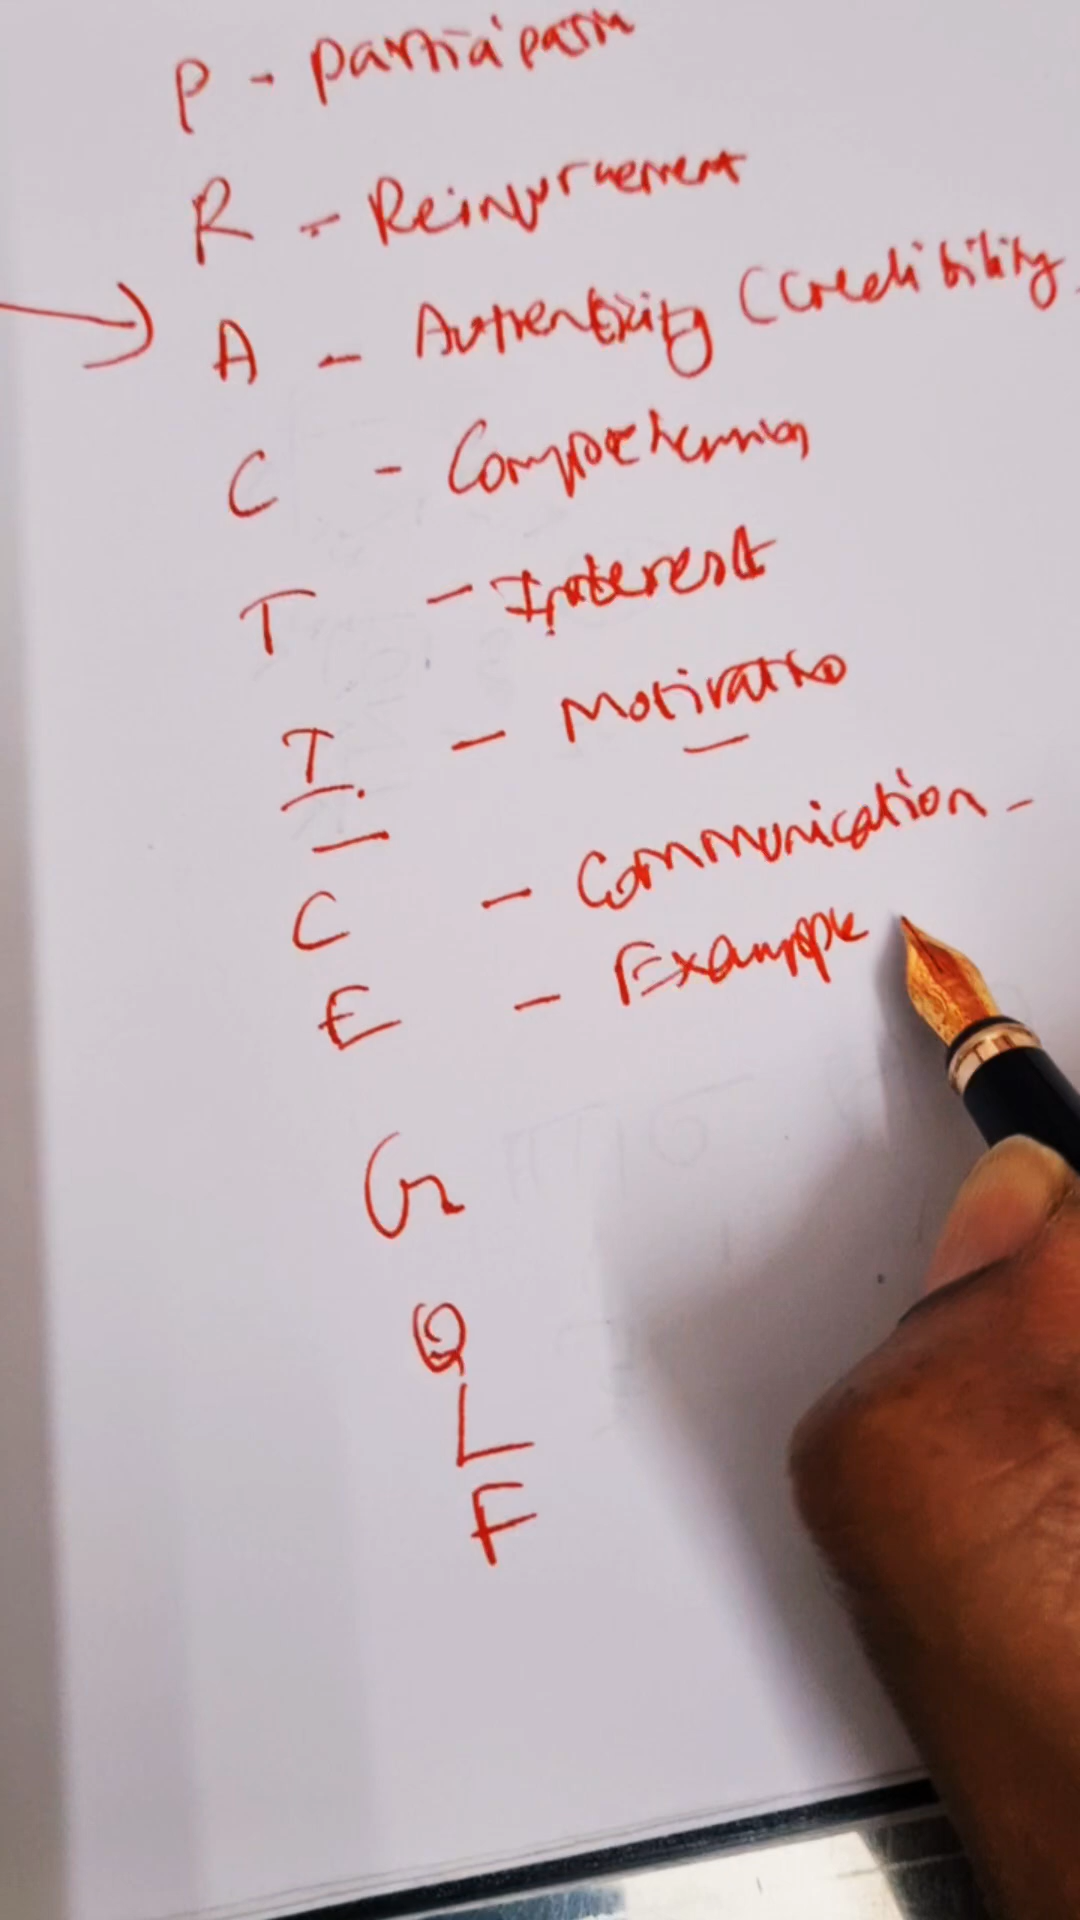 P - Participation
R - Reinforcement
A - Authenticity (Credibility
C - Comprehension
T - Interest
I. - Motivation
C - Communication -
E - Example
G
Q
L
F